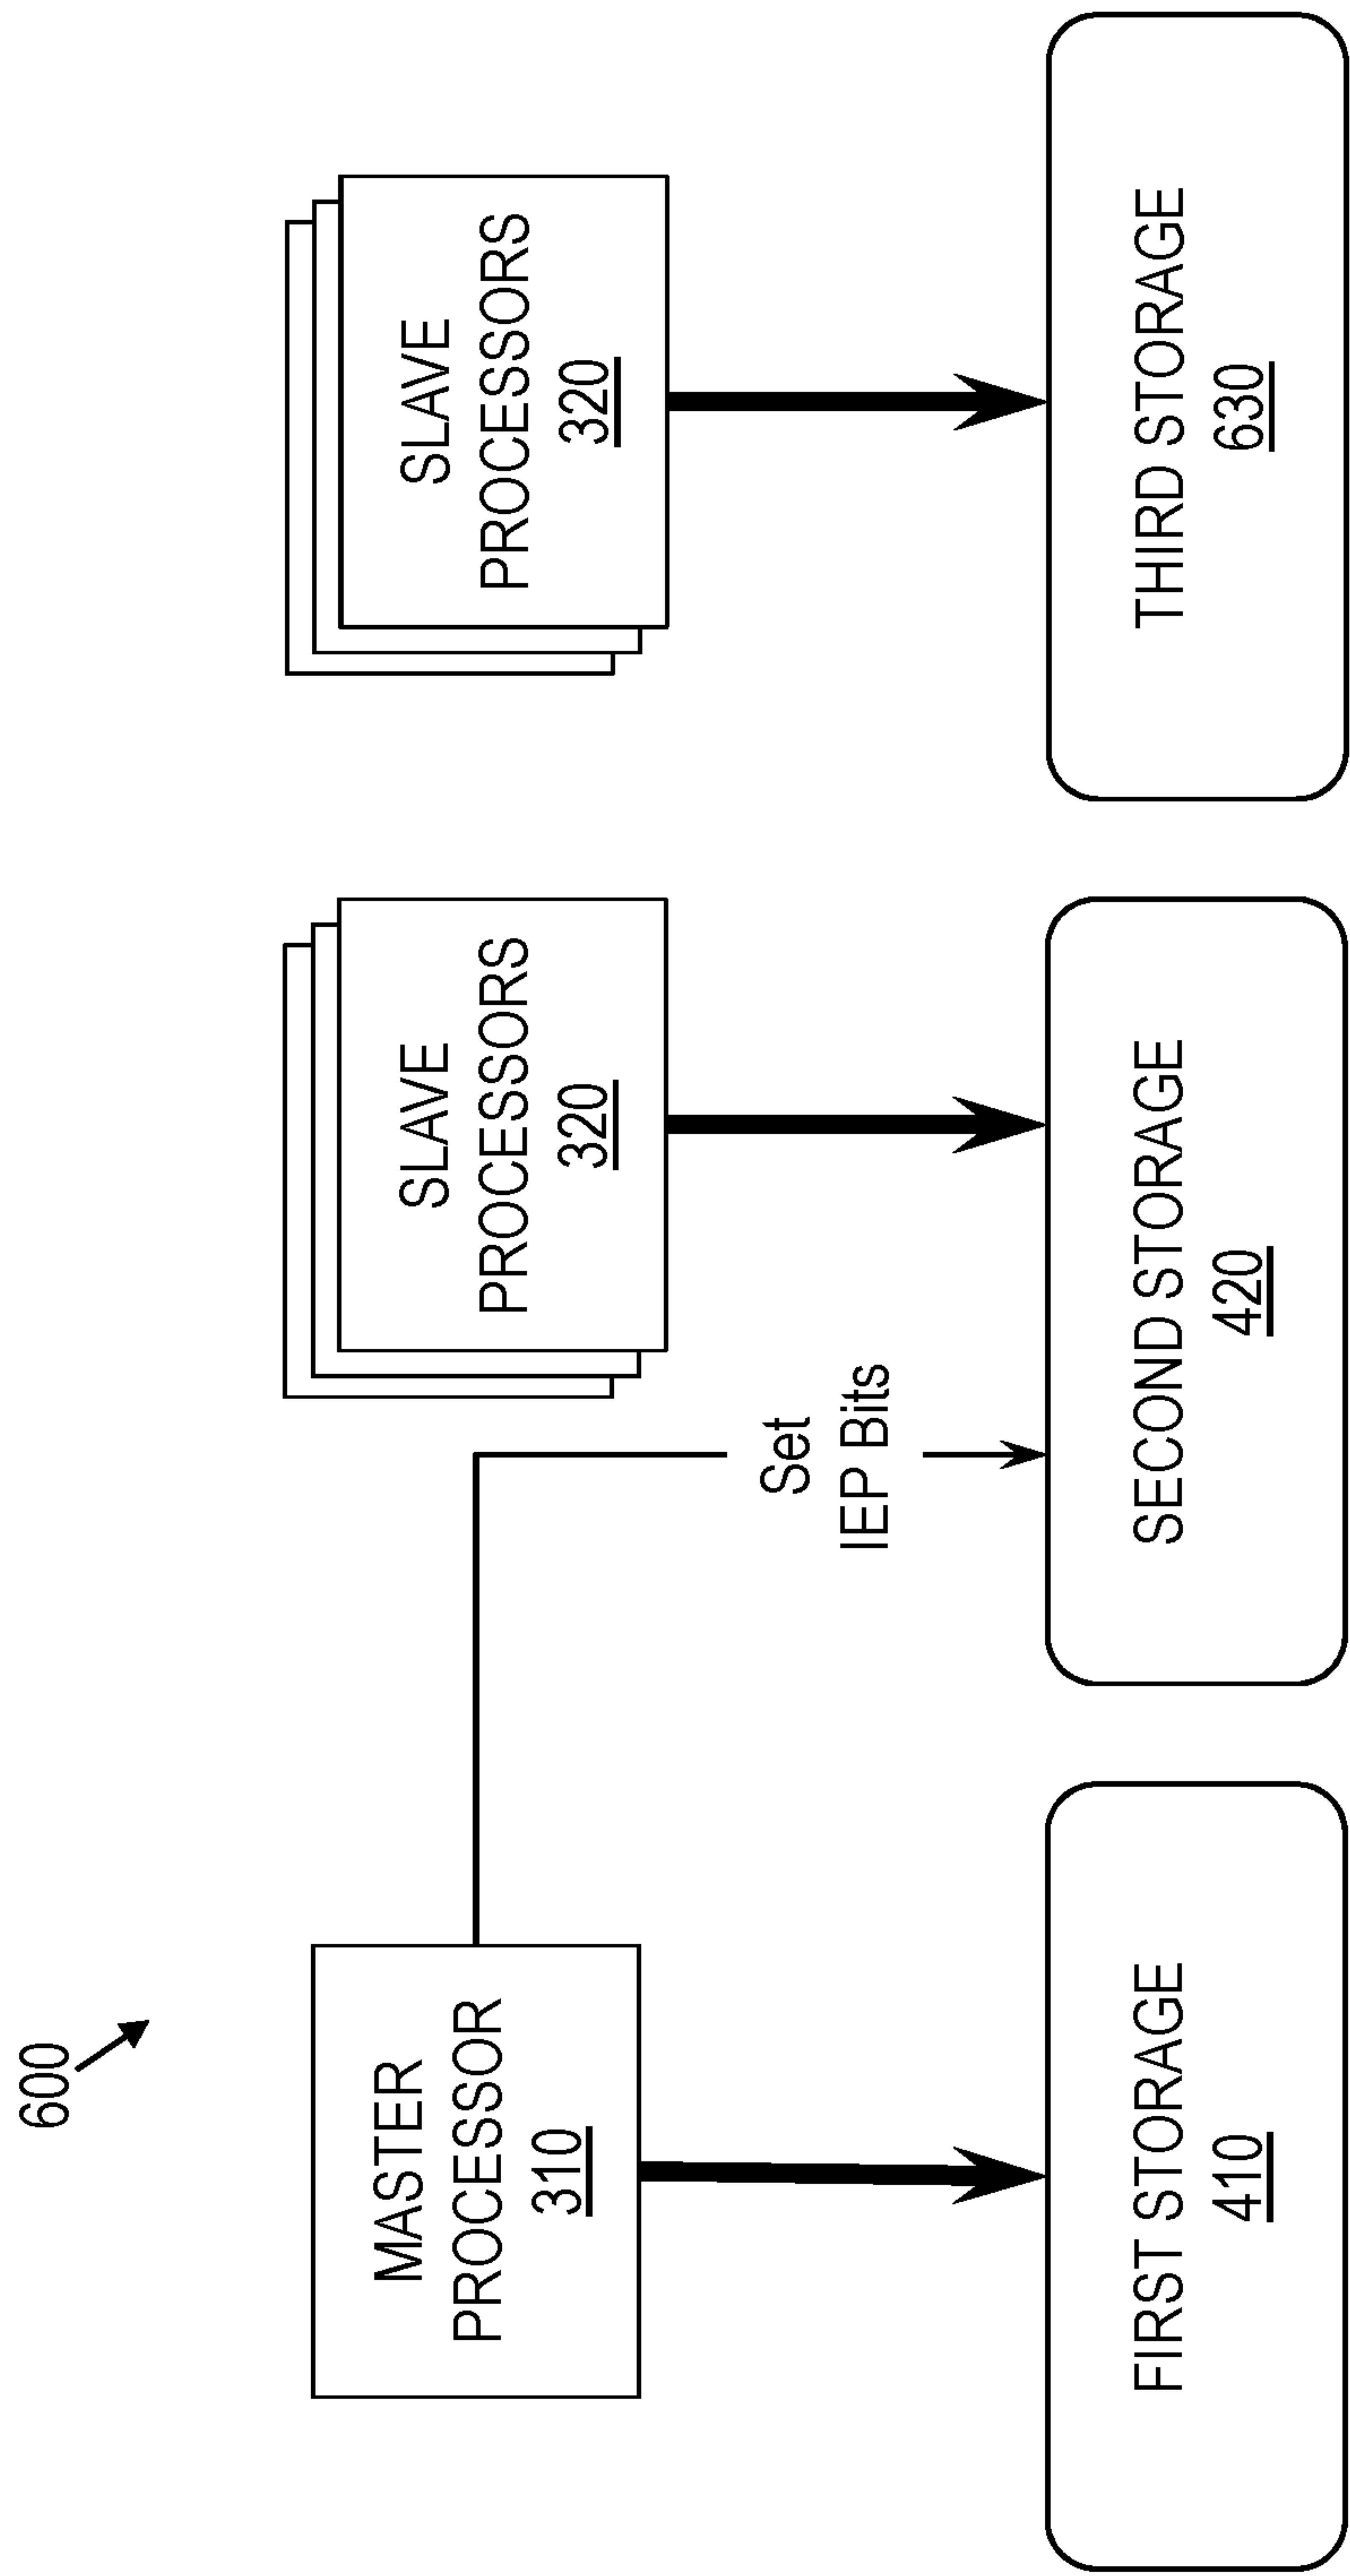 600
MASTER
PROCESSOR
310
SLAVE
PROCESSORS
320
SLAVE
PROCESSORS
320
Set
IEP Bits
FIRST STORAGE
410
SECOND STORAGE
420
THIRD STORAGE
630